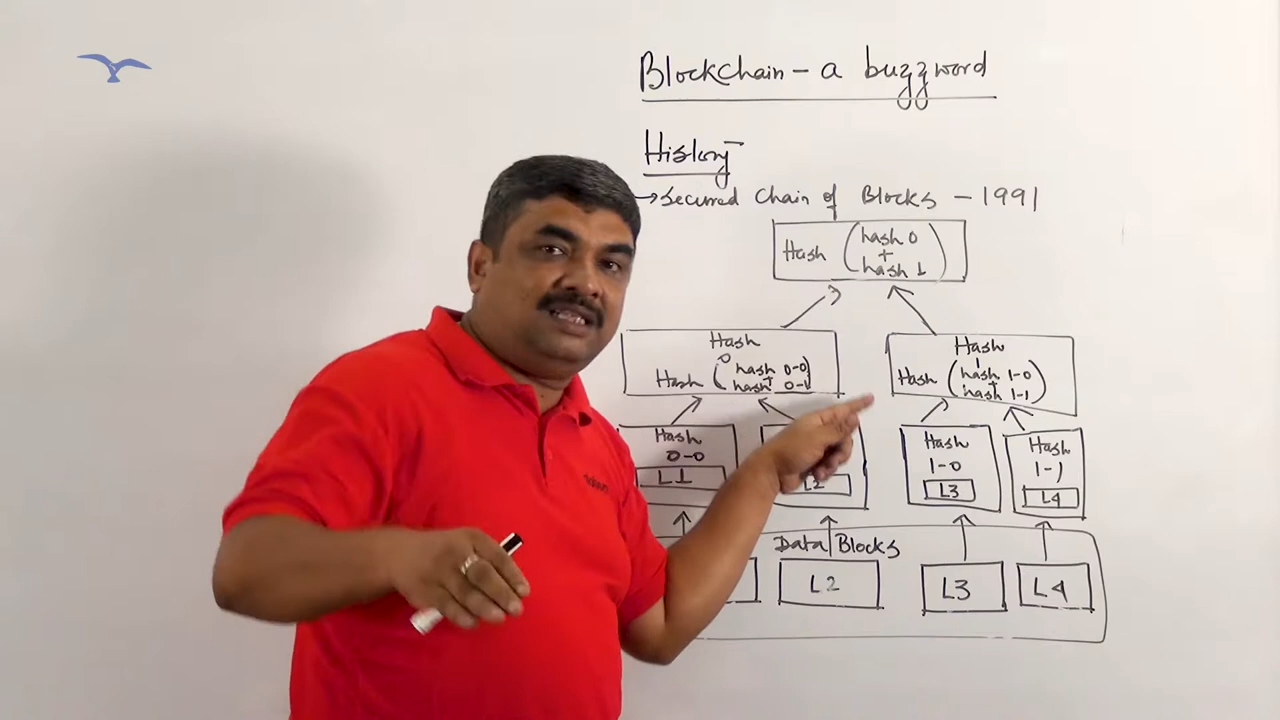 Blockchain - a buzzword
History
→ Secured Chain of Blocks - 1991
Hash (hash 0 + hash 1)
Hash 0
Hash (hash 0-0 + hash 0-1)
Hash 1
Hash (hash 1-0 + hash 1-1)
Hash 0-0 L1
L2
Hash 1-0 L3
Hash 1-1 L4
Data Blocks
L2 L3 L4